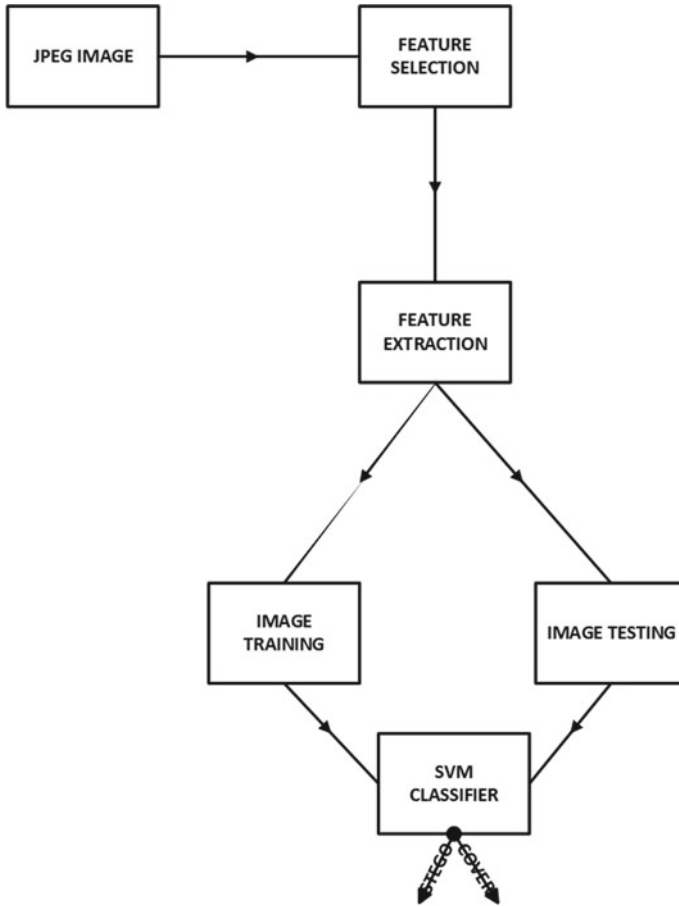 JPEG IMAGE
FEATURE
SELECTION
FEATURE
EXTRACTION
IMAGE
TRAINING
IMAGE TESTING
SVM
CLASSIFIER
STEGO
COVER